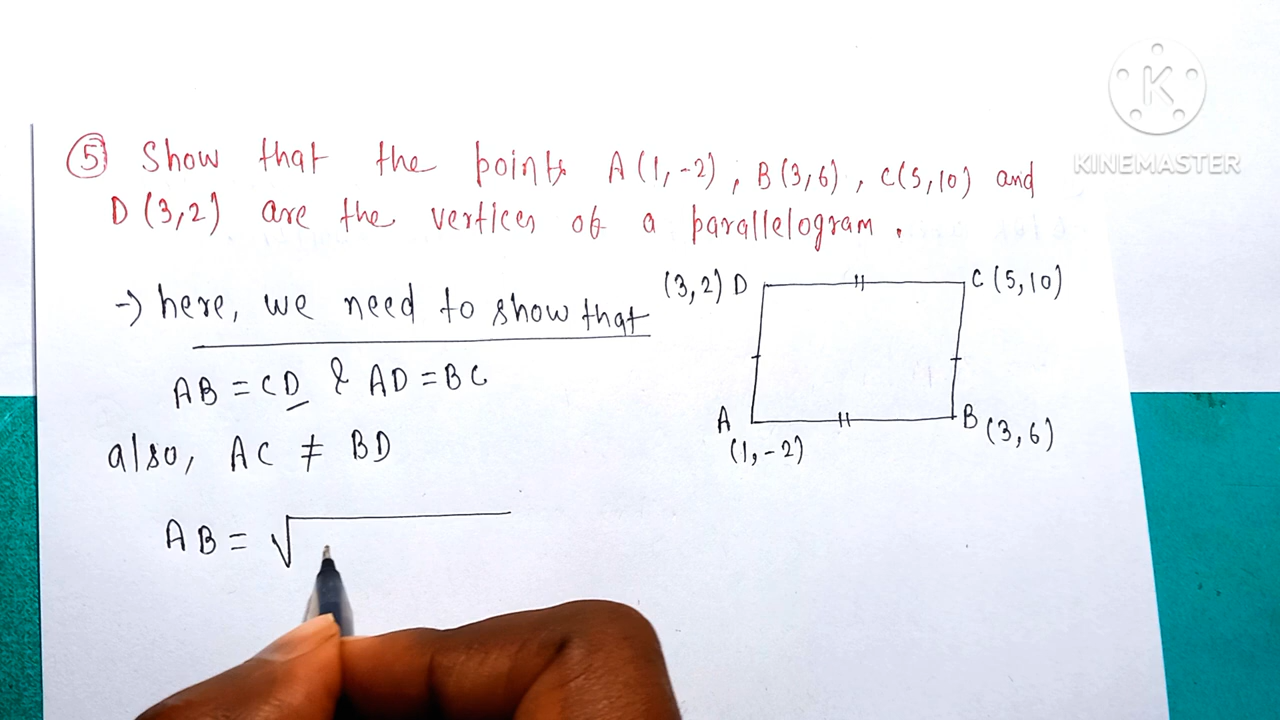 K
KINEMASTER
⑤ Show that the points A(1,-2), B(3,6), C(5,10) and
D(3,2) are the vertices of a parallelogram.
→ here, we need to show that
AB = CD & AD = BC
also, AC ≠ BD
AB = √
(3,2) D
C (5,10)
A
(1,-2)
B (3,6)